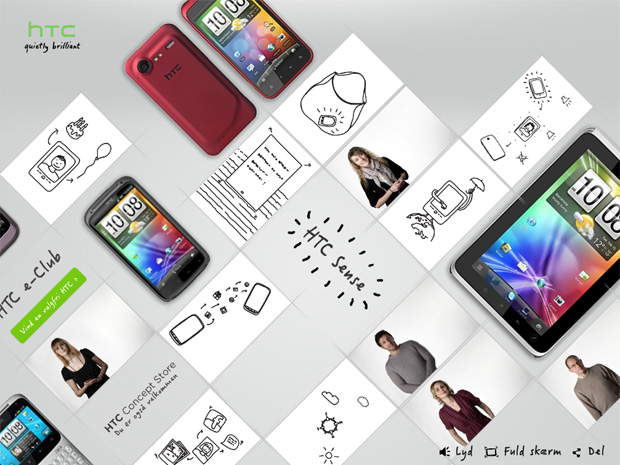 hTC
quietly brilliant
hTC
10:08
10:08
10:08
HTC Sense
HTC e-Club
Vind en valgfri HTC >
HTC Concept Store
Du er også velkommen
Lyd
Fuld skærm
Del